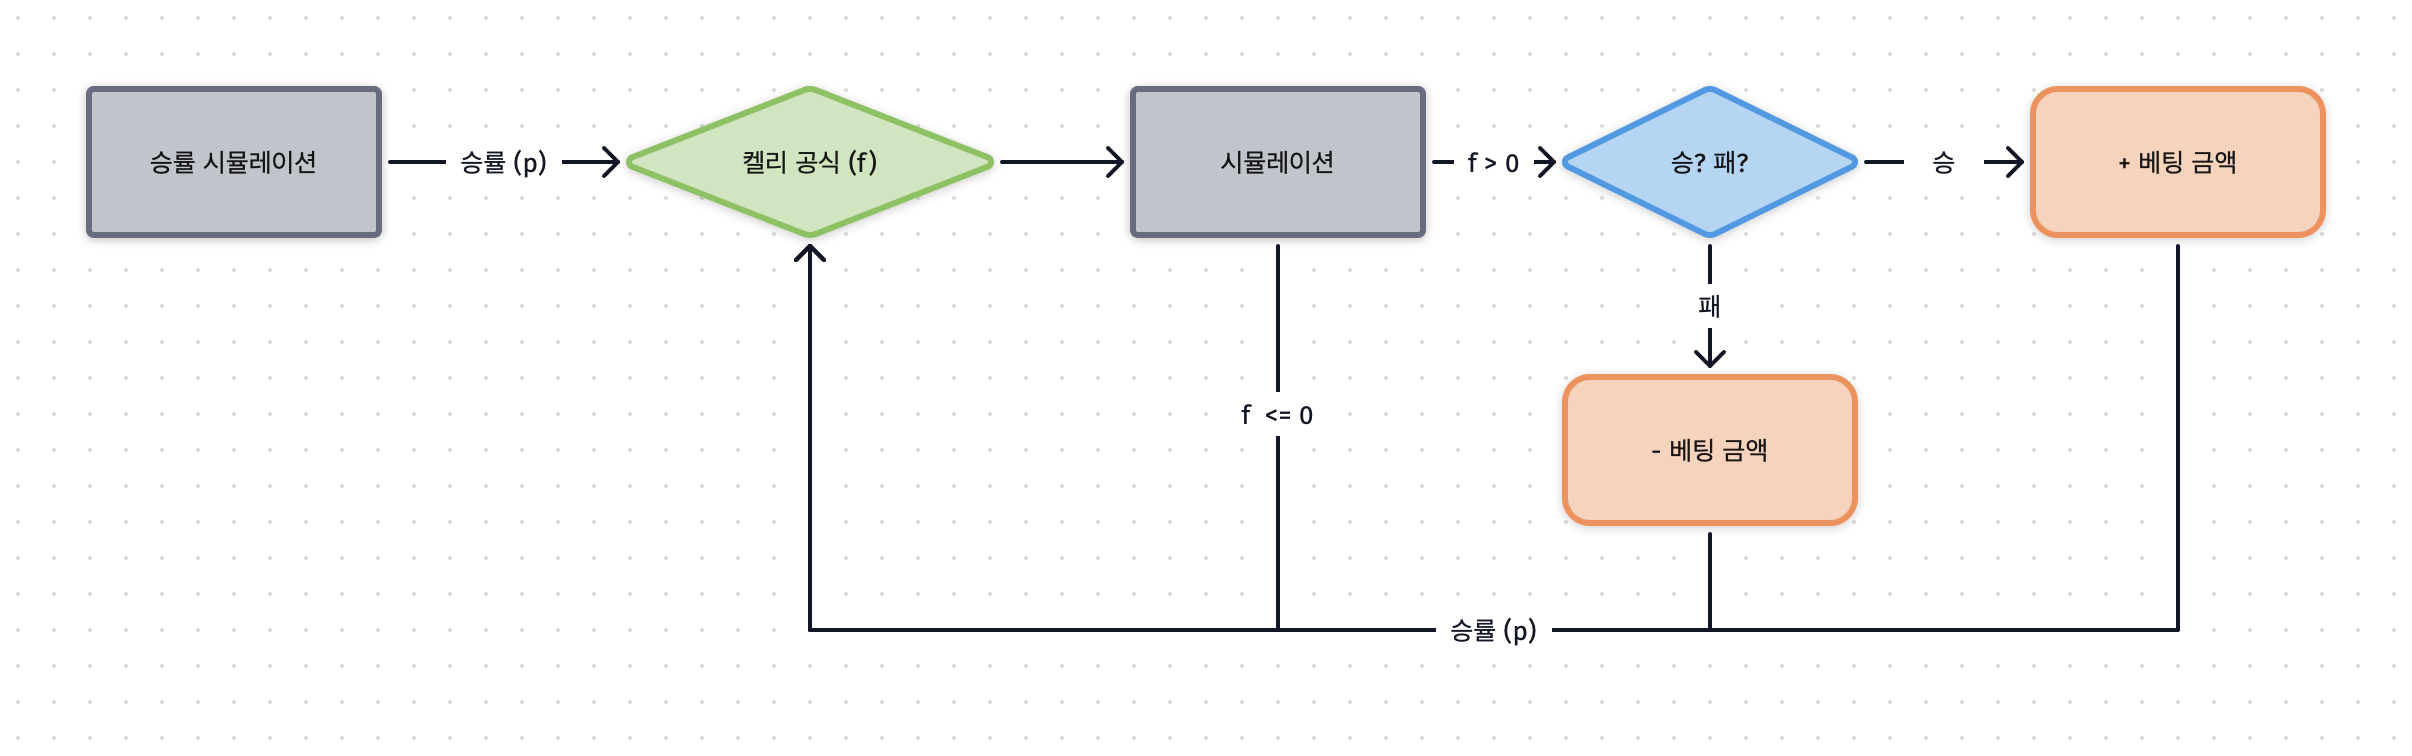 승률 시뮬레이션
승률 (p)
켈리 공식 (f)
시뮬레이션
f > 0
승? 패?
승
+ 베팅 금액
패
f <= 0
- 베팅 금액
승률 (p)